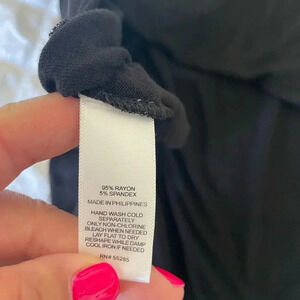 95% RAYON
5% SPANDEX
MADE IN PHILIPPINES
HAND WASH COLD
SEPARATELY
ONLY NON-CHLORINE
BLEACH WHEN NEEDED
LAY FLAT TO DRY
RESHAPE WHILE DAMP
COOL IRON IF NEEDED
RN# 55285